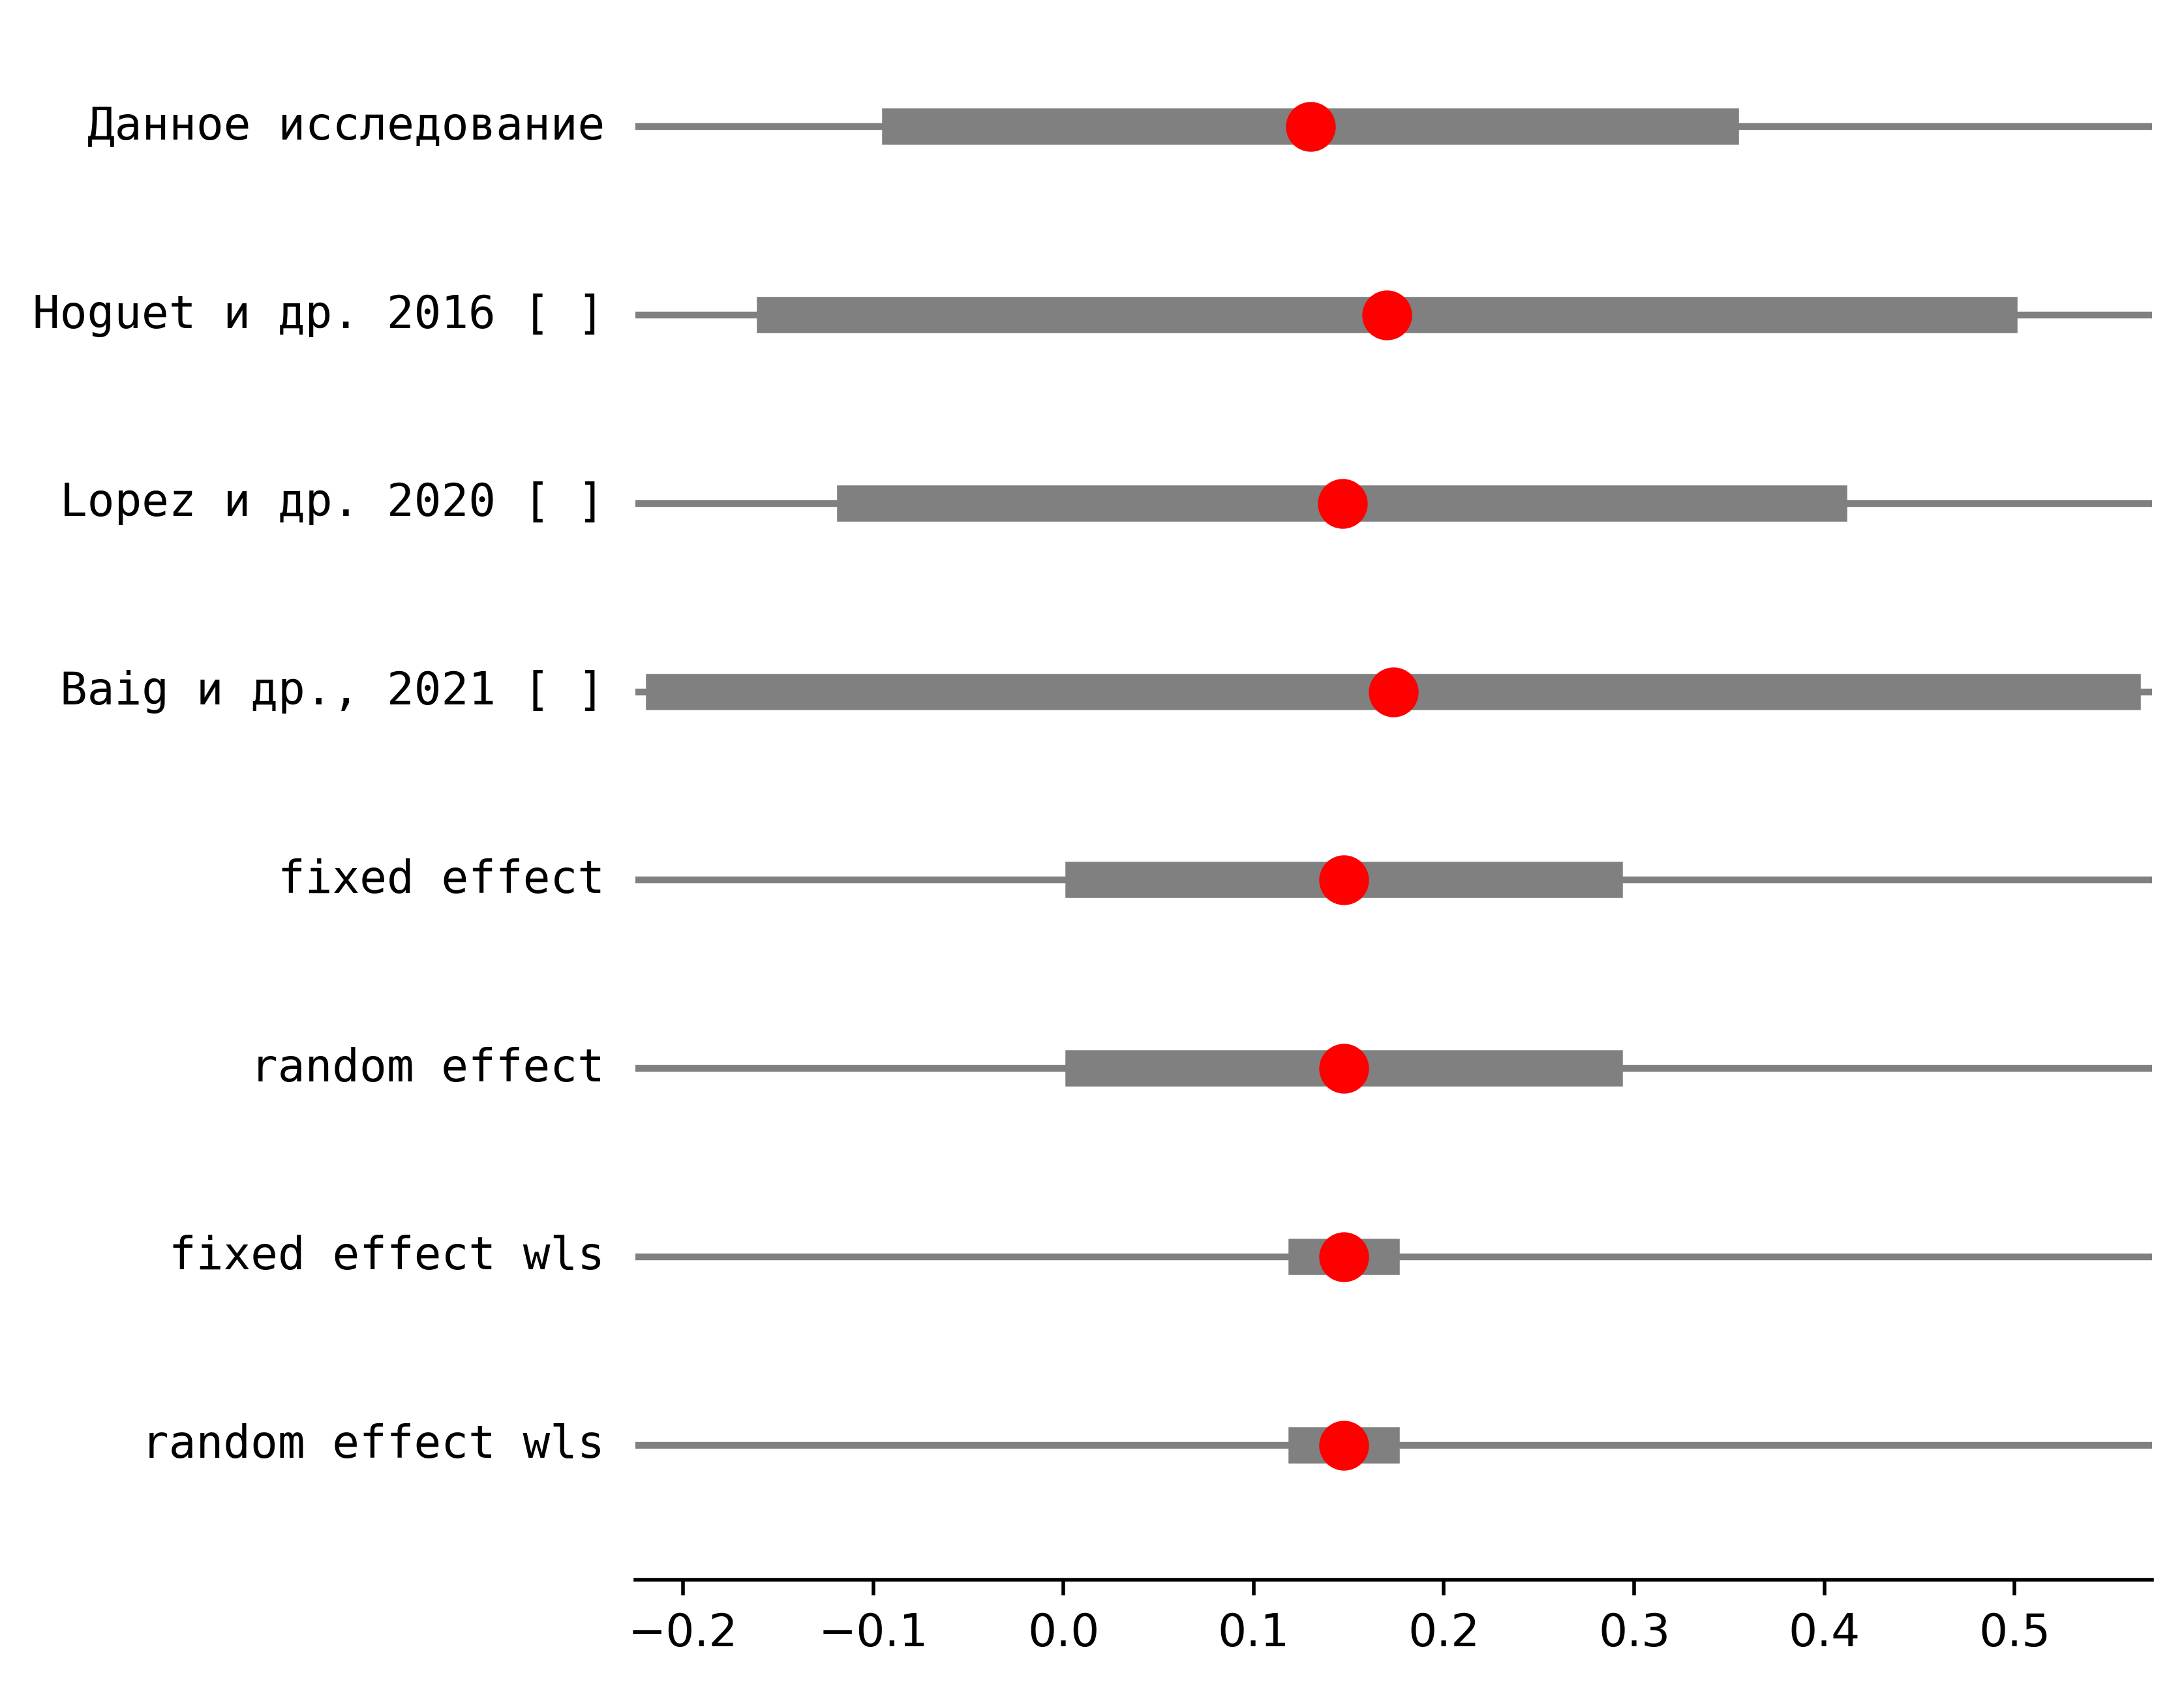 Данное исследование
Hoguet и др. 2016 [ ]
Lopez и др. 2020 [ ]
Baig и др., 2021 [ ]
fixed effect
random effect
fixed effect wls
random effect wls
−0.2 −0.1 0.0 0.1 0.2 0.3 0.4 0.5